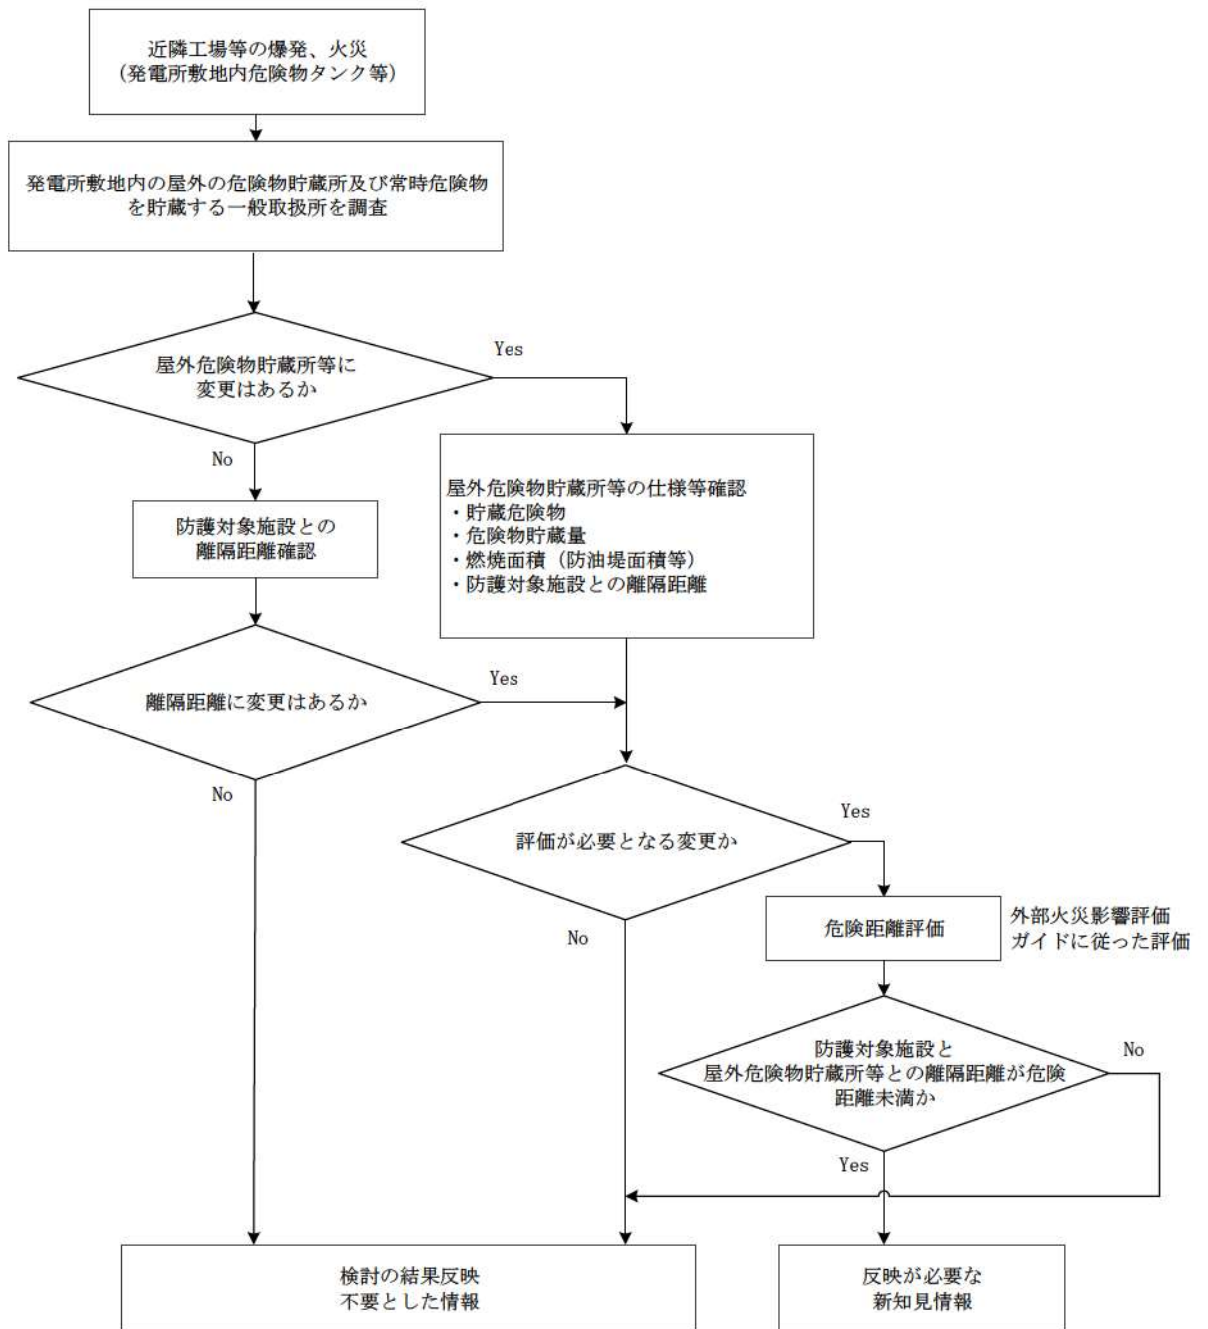 近隣工場等の爆発、火災
(発電所敷地内危険物タンク等)
発電所敷地内の屋外の危険物貯蔵所及び常時危険物
を貯蔵する一般取扱所を調査
屋外危険物貯蔵所等に
変更はあるか
Yes
No
屋外危険物貯蔵所等の仕様等確認
・貯蔵危険物
・危険物貯蔵量
・燃焼面積(防油堤面積等)
・防護対象施設との離隔距離
防護対象施設との
離隔距離確認
離隔距離に変更はあるか
Yes
No
評価が必要となる変更か
Yes
No
危険距離評価
外部火災影響評価
ガイドに従った評価
防護対象施設と
屋外危険物貯蔵所等との離隔距離が危険
距離未満か
No
Yes
検討の結果反映
不要とした情報
反映が必要な
新知見情報